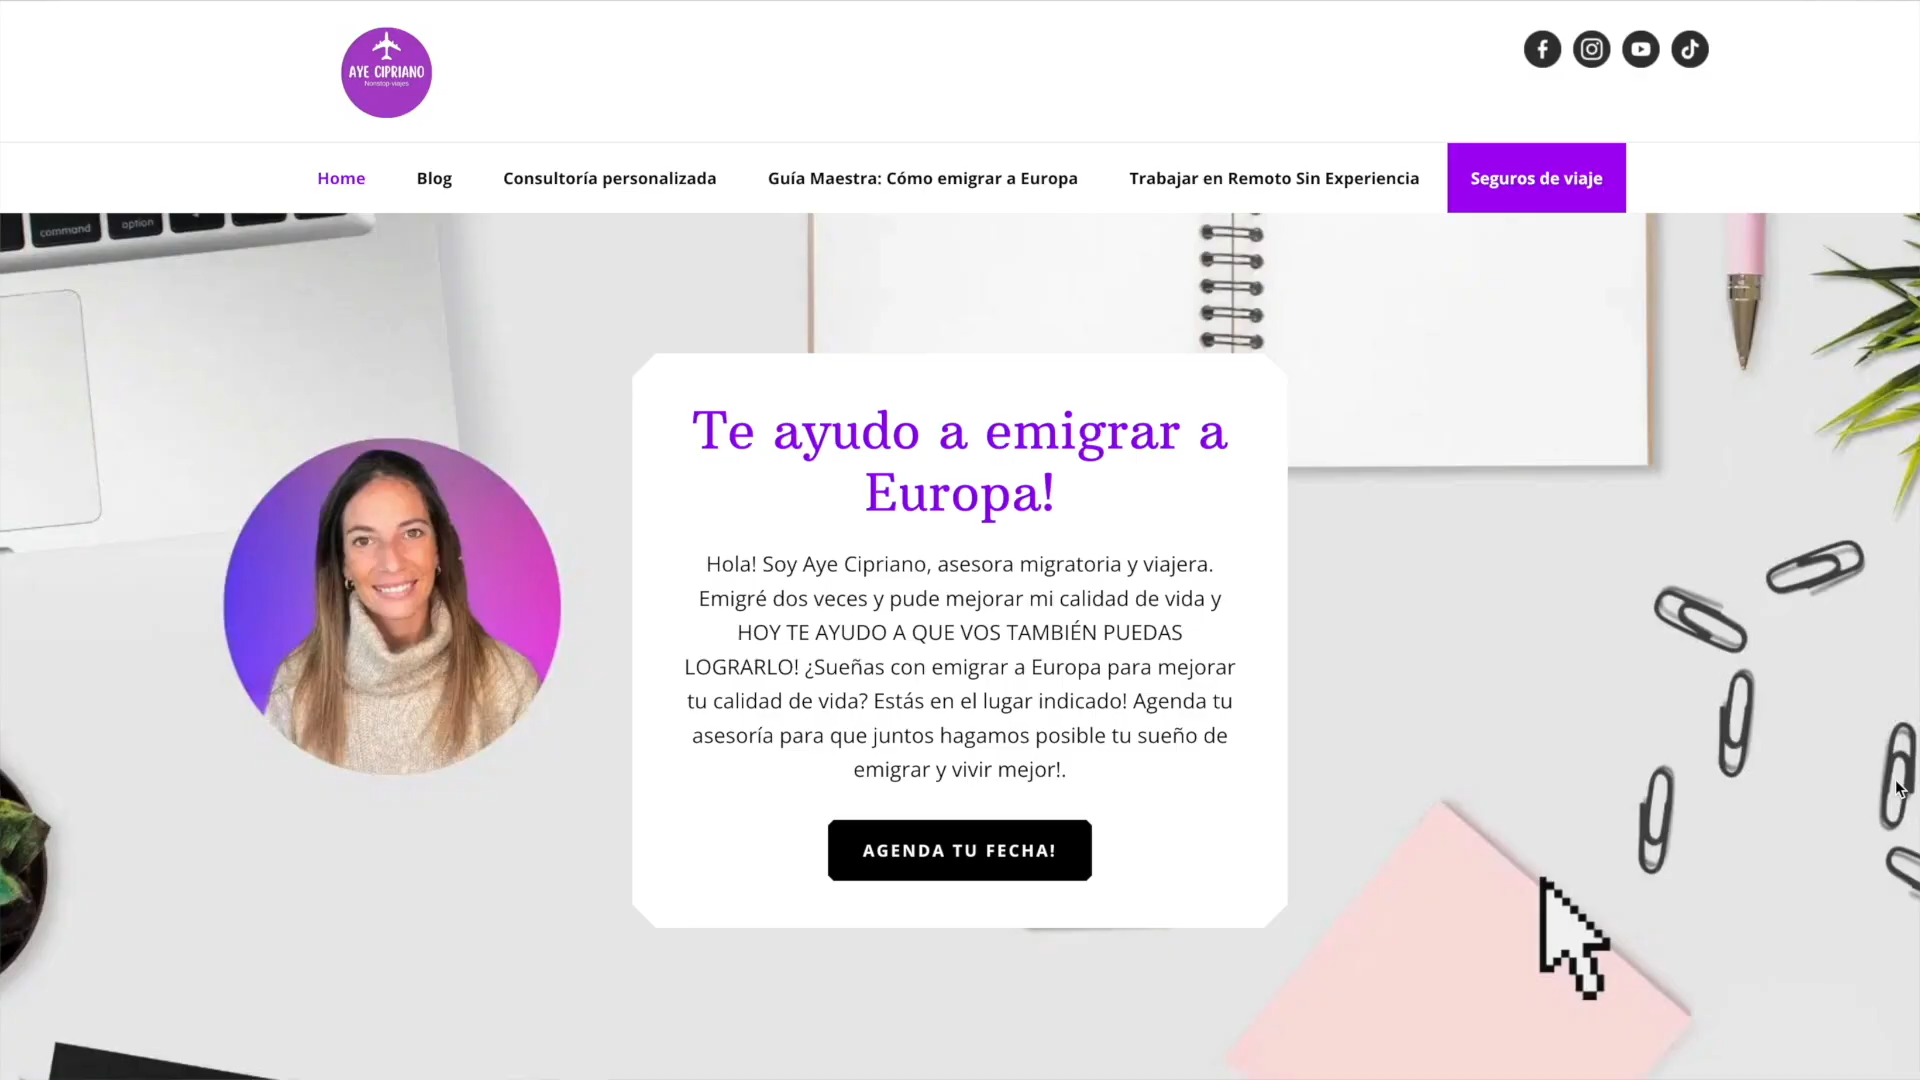 AYE CIPRIANO
Nonstop-viajes
Home
Blog
Consultoría personalizada
Guía Maestra: Cómo emigrar a Europa
Trabajar en Remoto Sin Experiencia
Seguros de viaje
command
option
Te ayudo a emigrar a
Europa!
Hola! Soy Aye Cipriano, asesora migratoria y viajera.
Emigré dos veces y pude mejorar mi calidad de vida y
HOY TE AYUDO A QUE VOS TAMBIÉN PUEDAS
LOGRARLO! ¿Sueñas con emigrar a Europa para mejorar
tu calidad de vida? Estás en el lugar indicado! Agenda tu
asesoría para que juntos hagamos posible tu sueño de
emigrar y vivir mejor!.
AGENDA TU FECHA!